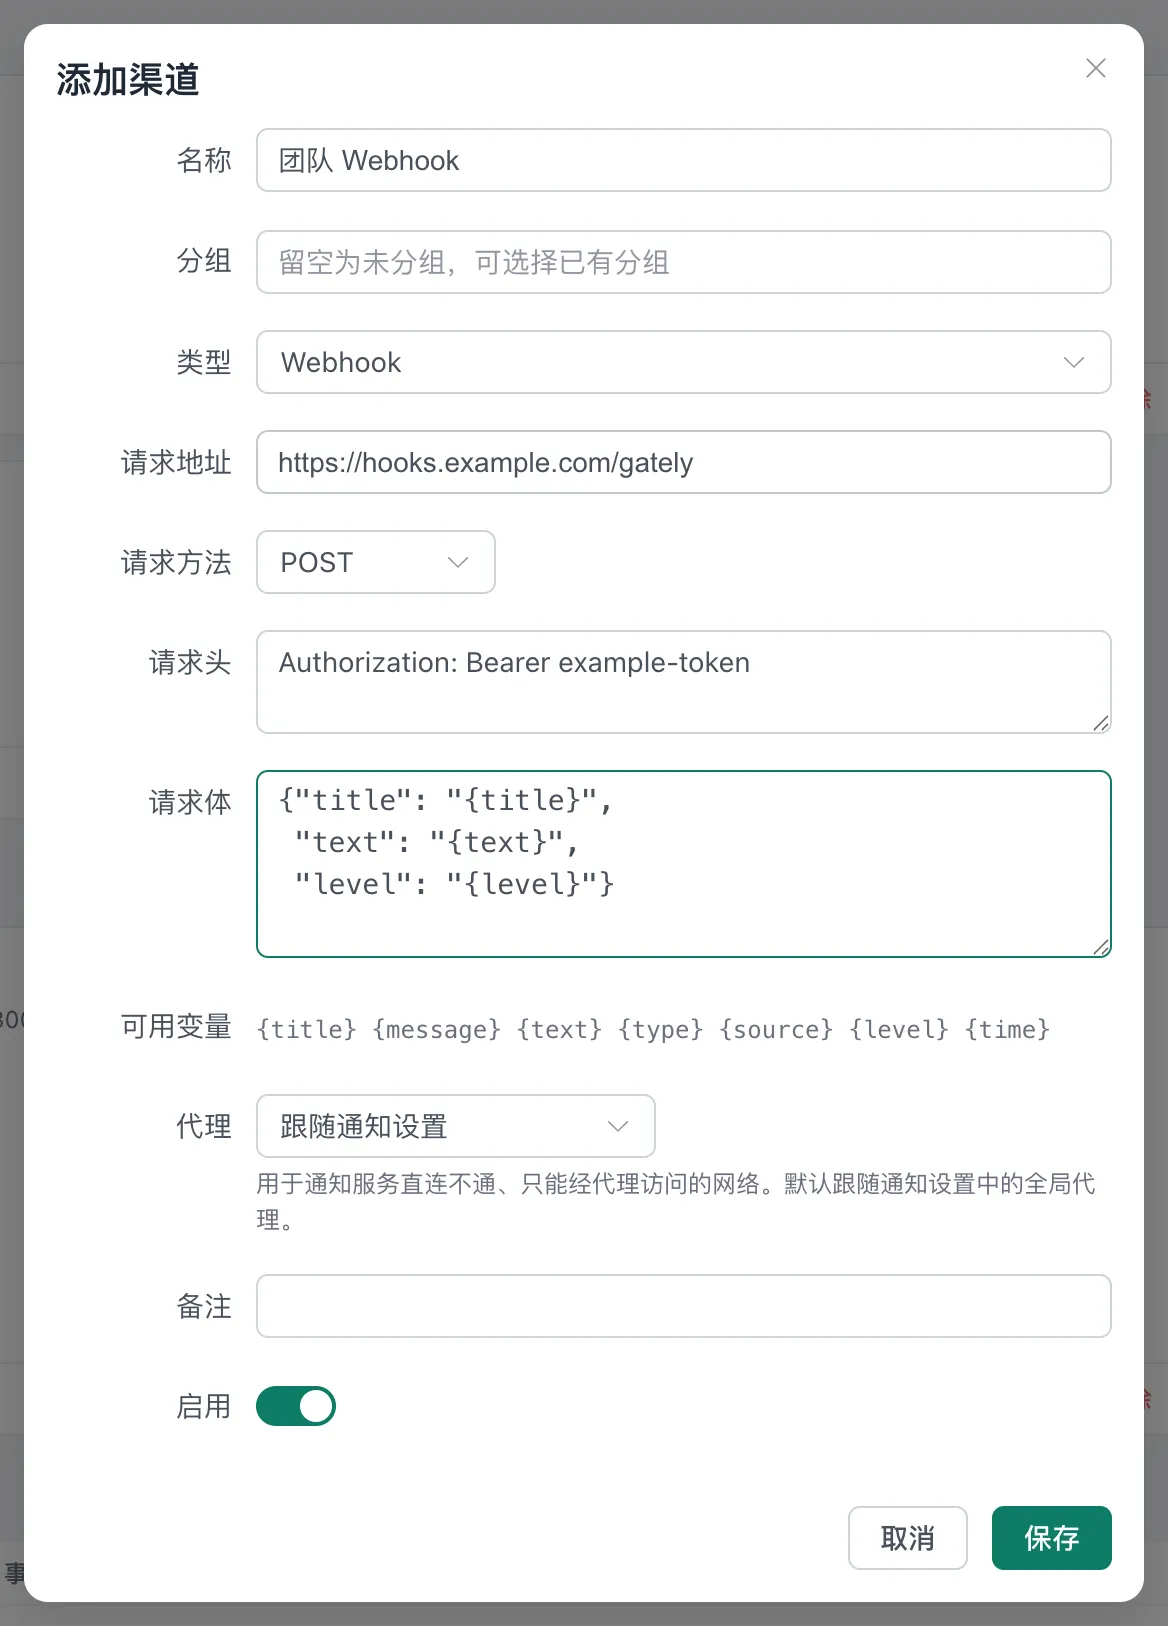 添加渠道
名称
团队 Webhook
分组
留空为未分组，可选择已有分组
类型
Webhook
请求地址
https://hooks.example.com/gately
请求方法
POST
请求头
Authorization: Bearer example-token
请求体
{"title": "{title}",
 "text": "{text}",
 "level": "{level}"}
可用变量
{title} {message} {text} {type} {source} {level} {time}
代理
跟随通知设置
用于通知服务直连不通、只能经代理访问的网络。默认跟随通知设置中的全局代
理。
备注
启用
取消
保存